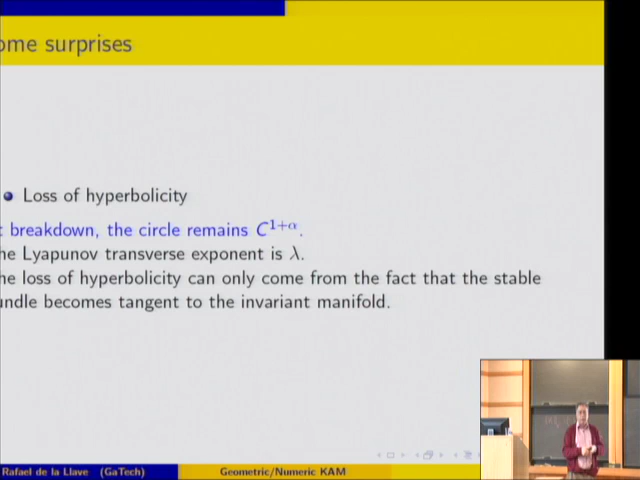 ome surprises
Loss of hyperbolicity
t breakdown, the circle remains C^{1+α}.
he Lyapunov transverse exponent is λ.
he loss of hyperbolicity can only come from the fact that the stable
undle becomes tangent to the invariant manifold.
Rafael de la Llave (GaTech)
Geometric/Numeric KAM